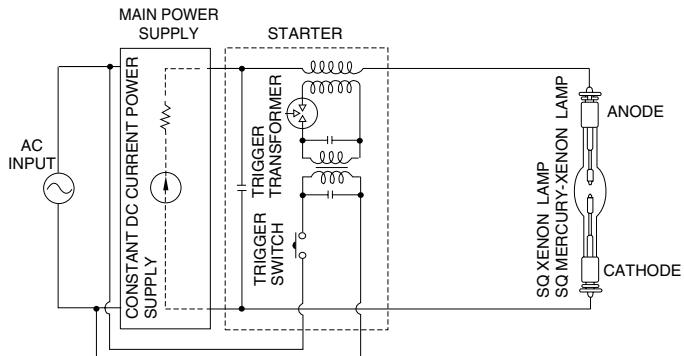 MAIN POWER
SUPPLY
STARTER
AC
INPUT
CONSTANT DC CURRENT POWER
SUPPLY
TRIGGER
TRANSFORMER
TRIGGER
SWITCH
SQ XENON LAMP
SQ MERCURY-XENON LAMP
ANODE
CATHODE